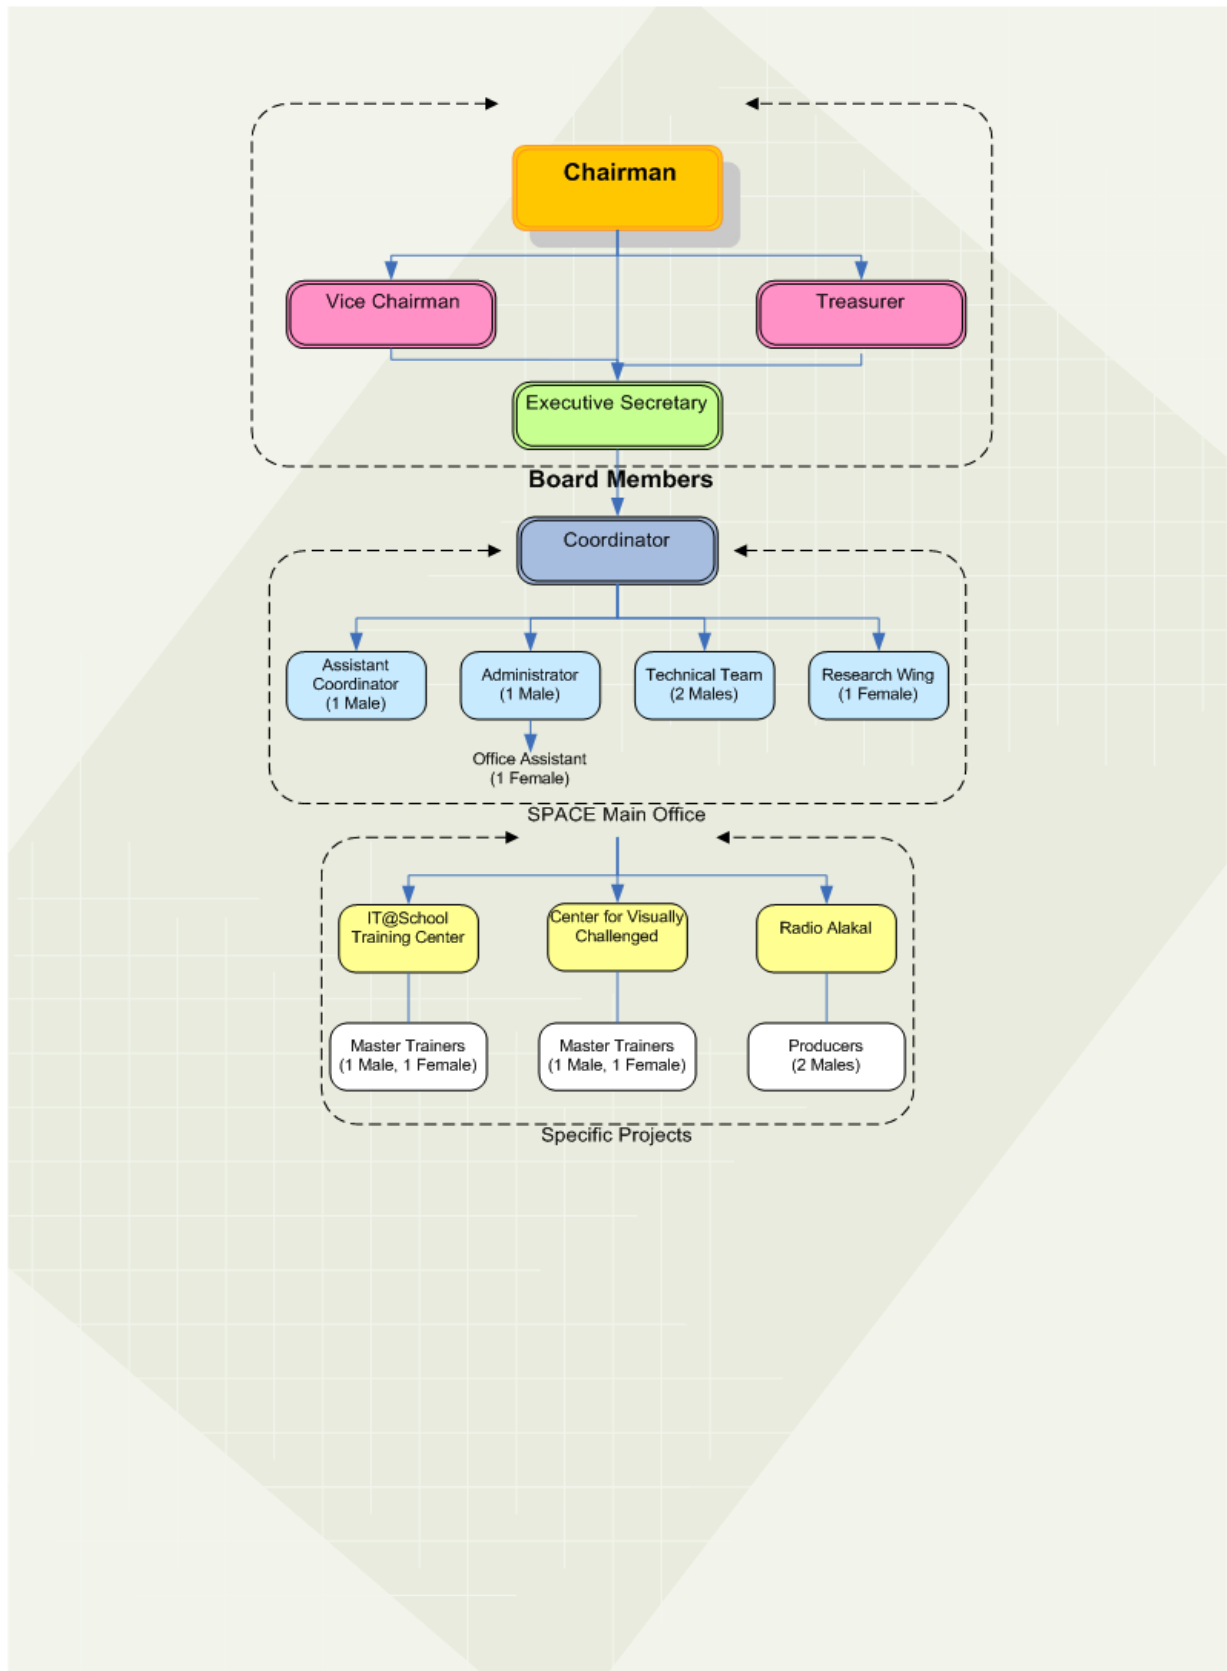 Chairman
Vice Chairman
Treasurer
Executive Secretary
Board Members
Coordinator
Assistant
Coordinator
(1 Male)
Administrator
(1 Male)
Technical Team
(2 Males)
Research Wing
(1 Female)
Office Assistant
(1 Female)
SPACE Main Office
IT@School
Training Center
Center for Visually
Challenged
Radio Alakal
Master Trainers
(1 Male, 1 Female)
Master Trainers
(1 Male, 1 Female)
Producers
(2 Males)
Specific Projects